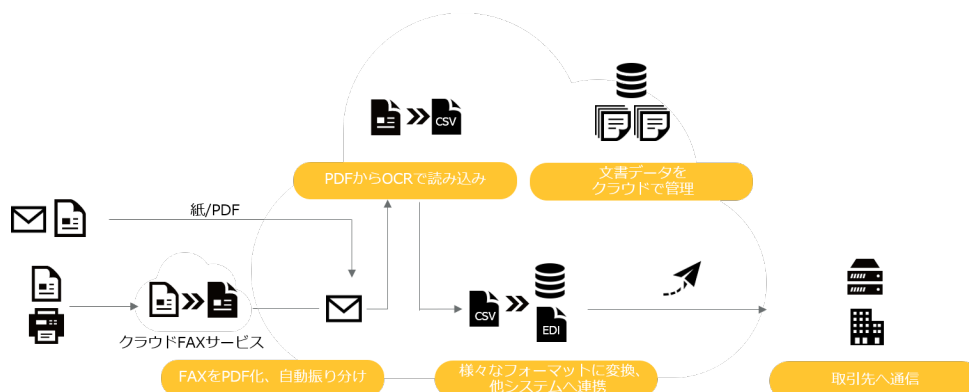 CSV
PDFからOCRで読み込み
文書データを
クラウドで管理
紙/PDF
CSV
EDI
クラウドFAXサービス
FAXをPDF化、自動振り分け
様々なフォーマットに変換、
他システムへ連携
取引先へ通信